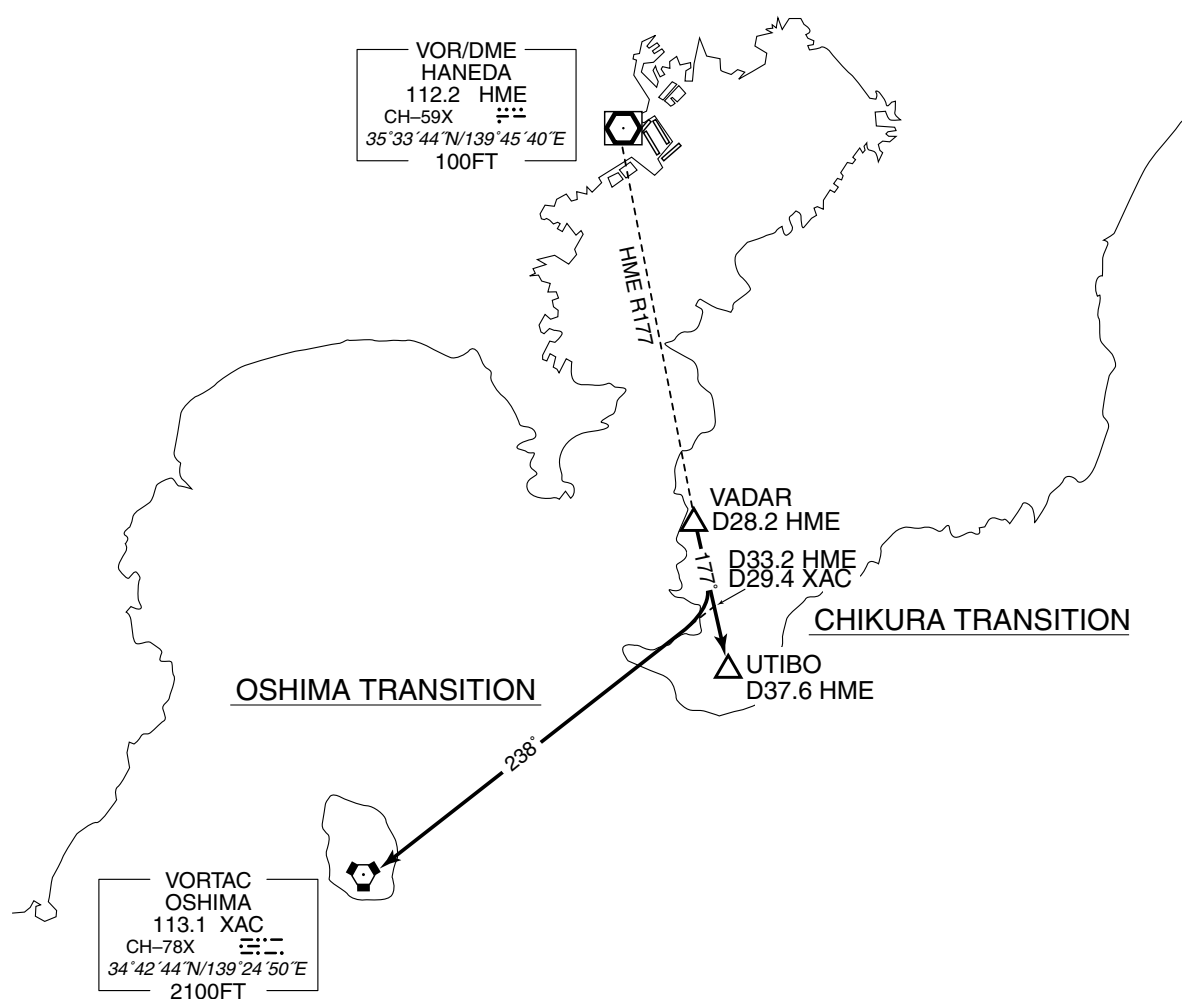 VOR/DME
HANEDA
112.2 HME
CH–59X
35°33´44˝N/139°45´40˝E
100FT
HME R177
VADAR
D28.2 HME
177°
D33.2 HME
D29.4 XAC
CHIKURA TRANSITION
UTIBO
D37.6 HME
OSHIMA TRANSITION
238°
VORTAC
OSHIMA
113.1 XAC
CH–78X
34°42´44˝N/139°24´50˝E
2100FT